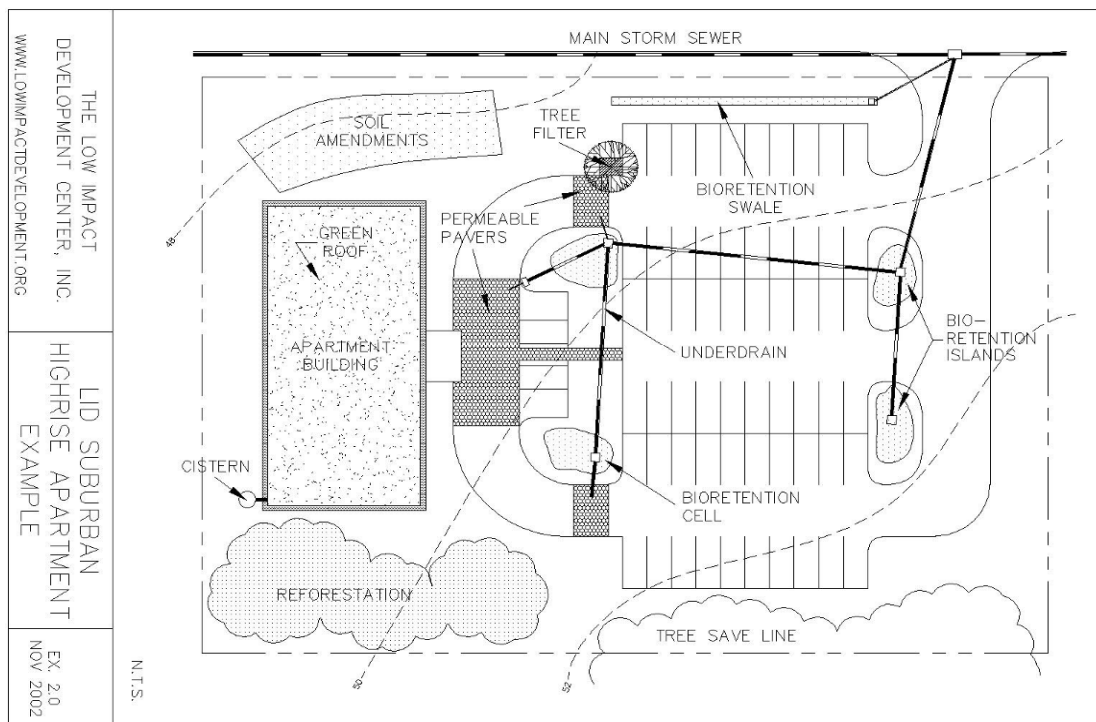 THE LOW IMPACT
DEVELOPMENT CENTER, INC.
WWW.LOWIMPACTDEVELOPMENT.ORG
LID SUBURBAN
HIGHRISE APARTMENT
EXAMPLE
EX. 2.0
NOV 2002
N.T.S.
MAIN STORM SEWER
SOIL
AMENDMENTS
TREE
FILTER
BIORETENTION
SWALE
PERMEABLE
PAVERS
48
GREEN
ROOF
BIO-
RETENTION
ISLANDS
UNDERDRAIN
APARTMENT
BUILDING
CISTERN
BIORETENTION
CELL
REFORESTATION
TREE SAVE LINE
50
52